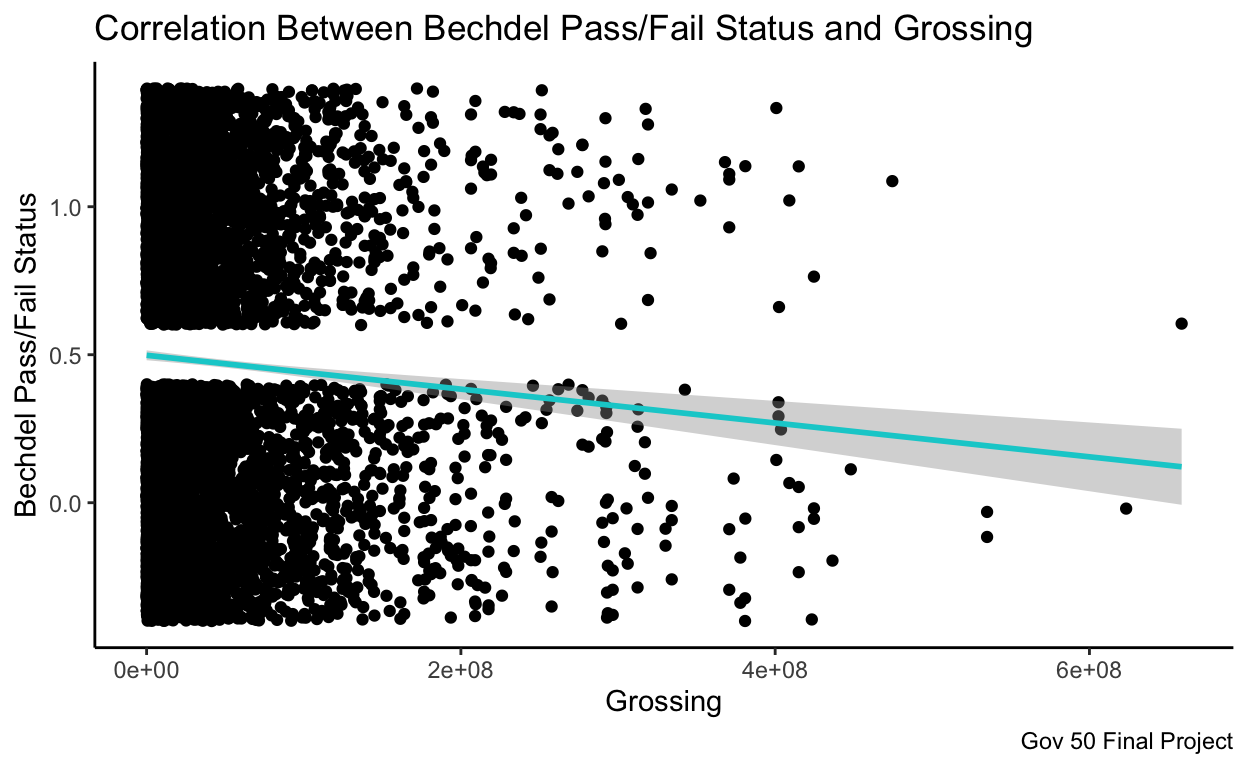 Correlation Between Bechdel Pass/Fail Status and Grossing
Bechdel Pass/Fail Status
1.0
0.5
0.0
0e+00 2e+08 4e+08 6e+08
Grossing
Gov 50 Final Project